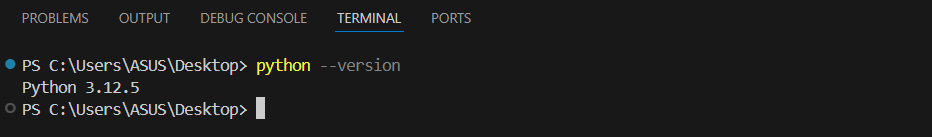 PROBLEMS OUTPUT DEBUG CONSOLE TERMINAL PORTS
PS C:\Users\ASUS\Desktop> python --version
Python 3.12.5
PS C:\Users\ASUS\Desktop>